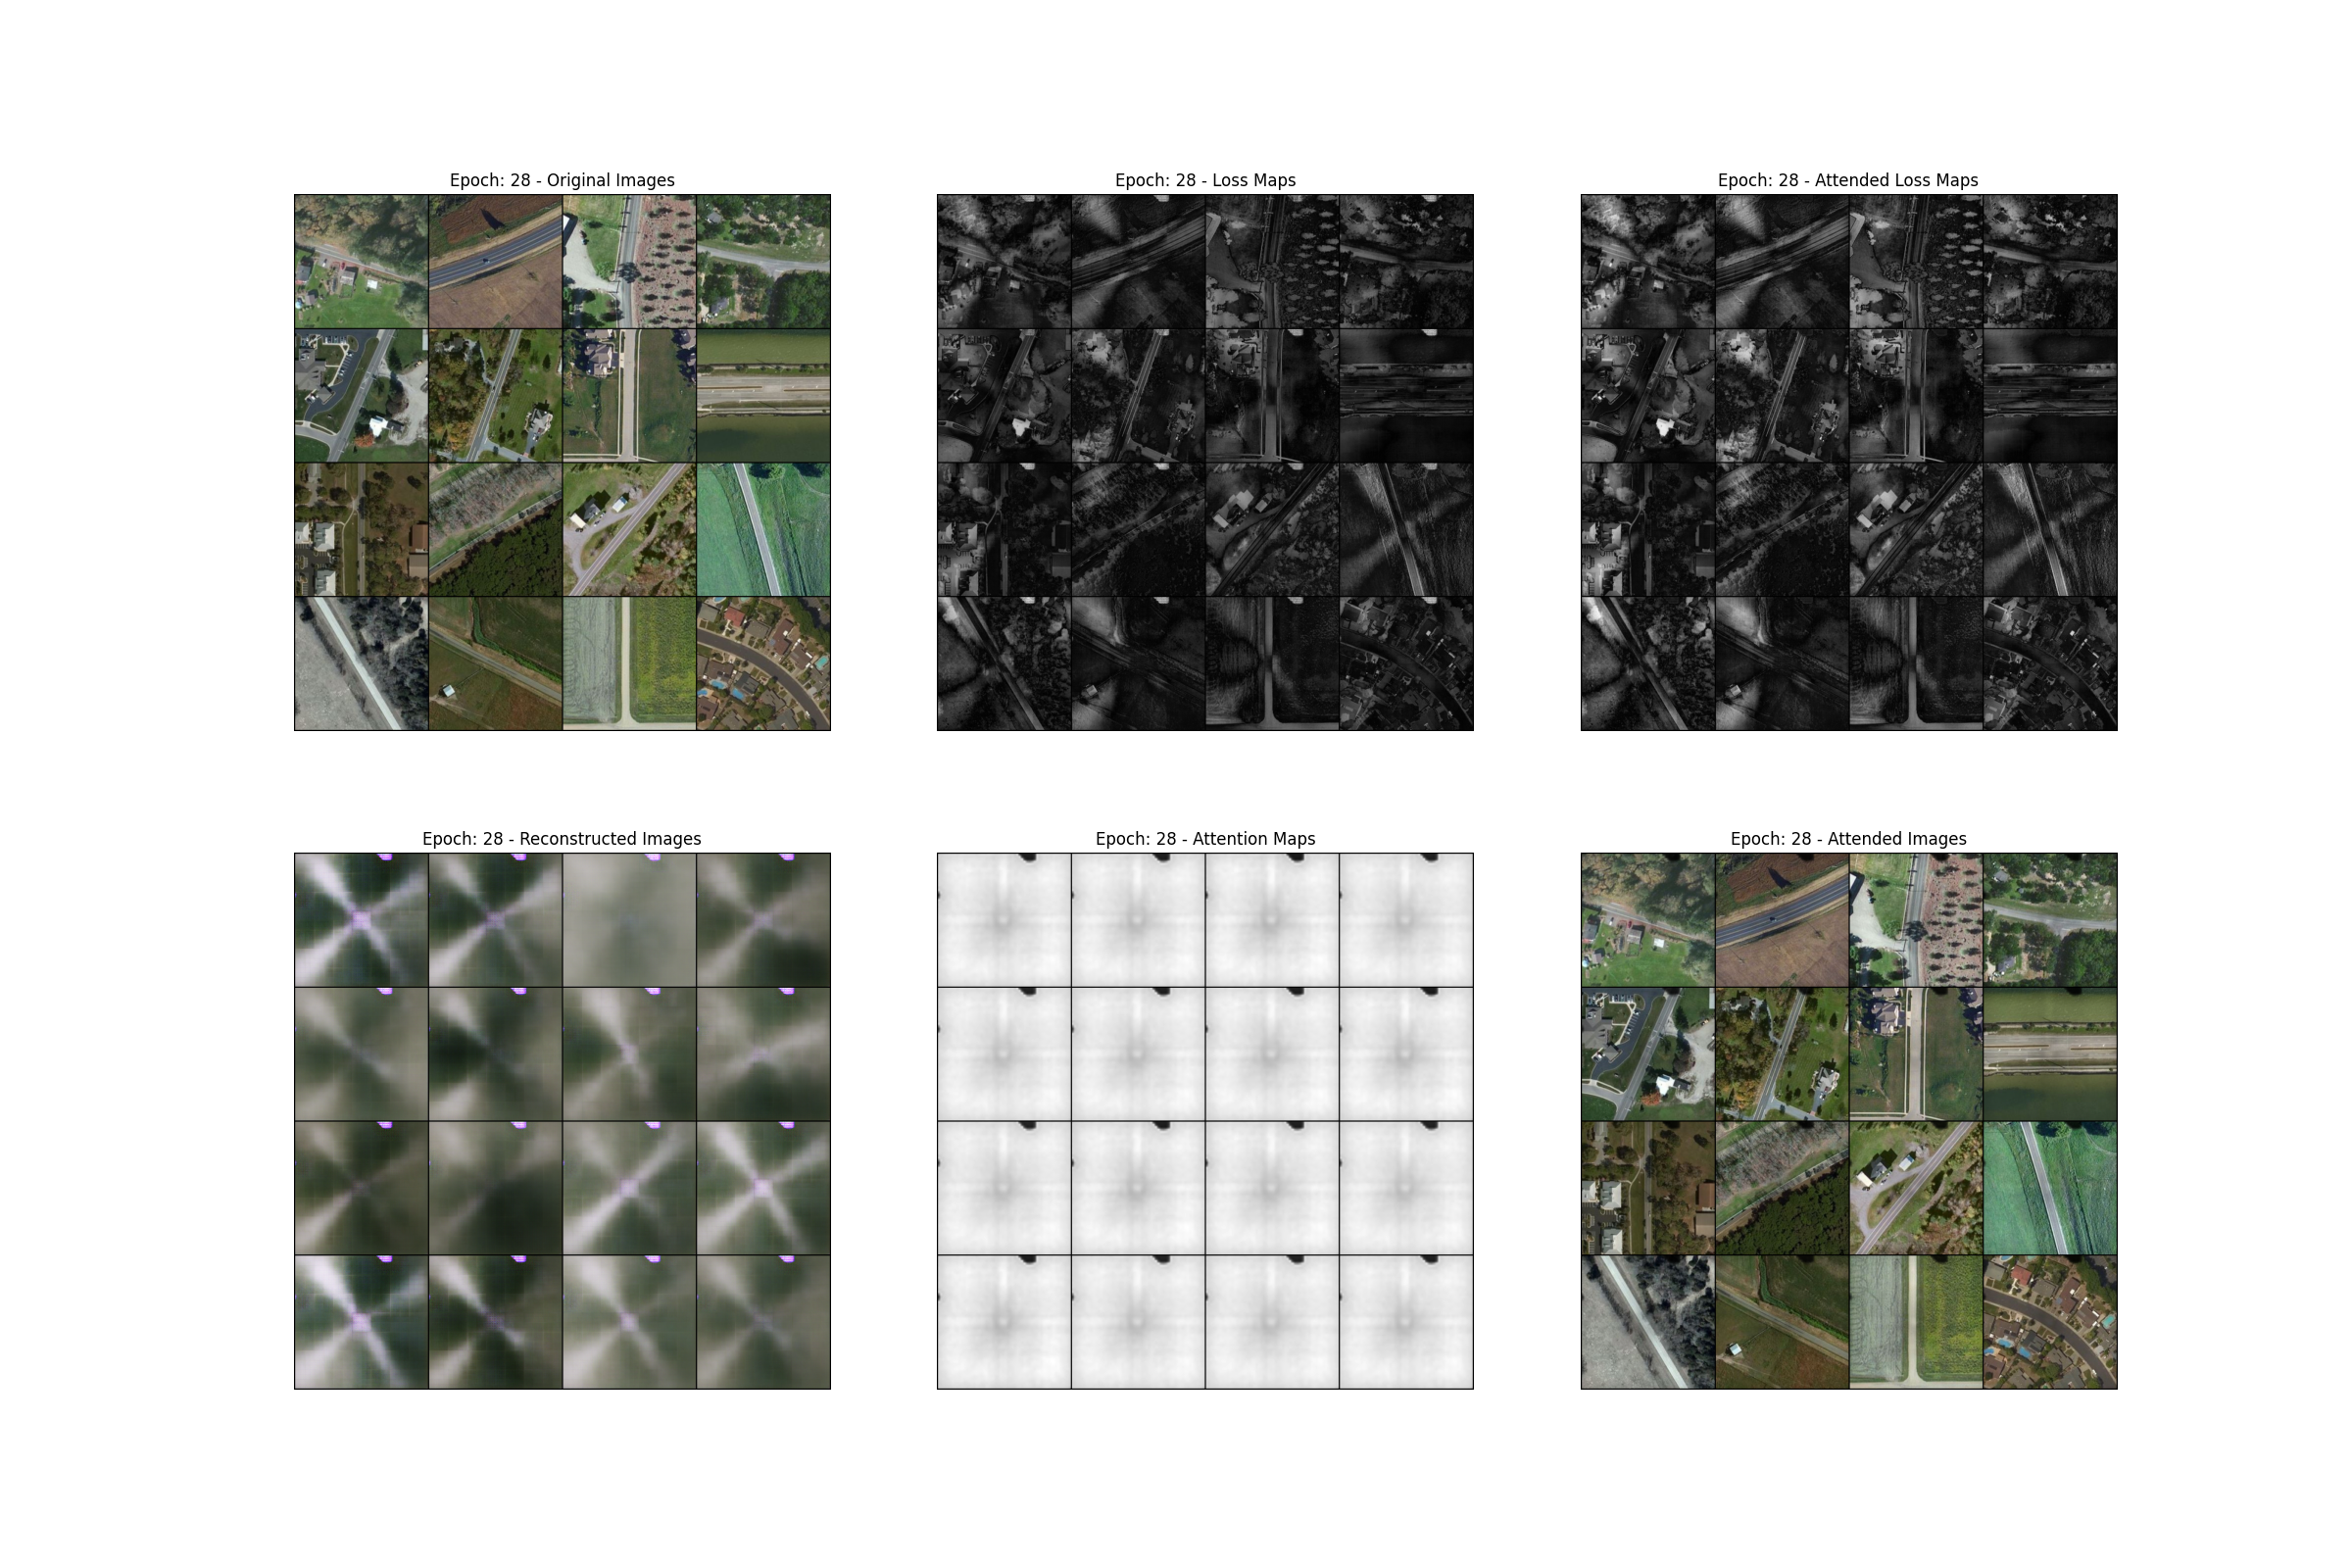 Epoch: 28 - Original Images
Epoch: 28 - Loss Maps
Epoch: 28 - Attended Loss Maps
Epoch: 28 - Reconstructed Images
Epoch: 28 - Attention Maps
Epoch: 28 - Attended Images